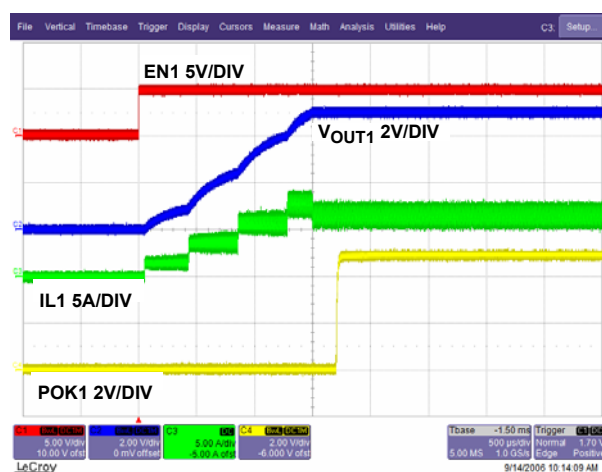 File Vertical Timebase Trigger Display Cursors Measure Math Analysis Utilities Help C3: Setup...
EN1 5V/DIV
VOUT1 2V/DIV
IL1 5A/DIV
POK1 2V/DIV
C1 C2 C3 C4 Tbase -1.50 ms Trigger
5.00 V/div 2.00 V/div 5.00 A/div 2.00 V/div 500 µs/div Normal 1.70 V
10.00 V ofst 0 mV offset -5.00 A ofst -6.000 V ofst 5.00 MS 1.0 GS/s Edge Positive
LeCroy 9/14/2006 10:14:09 AM